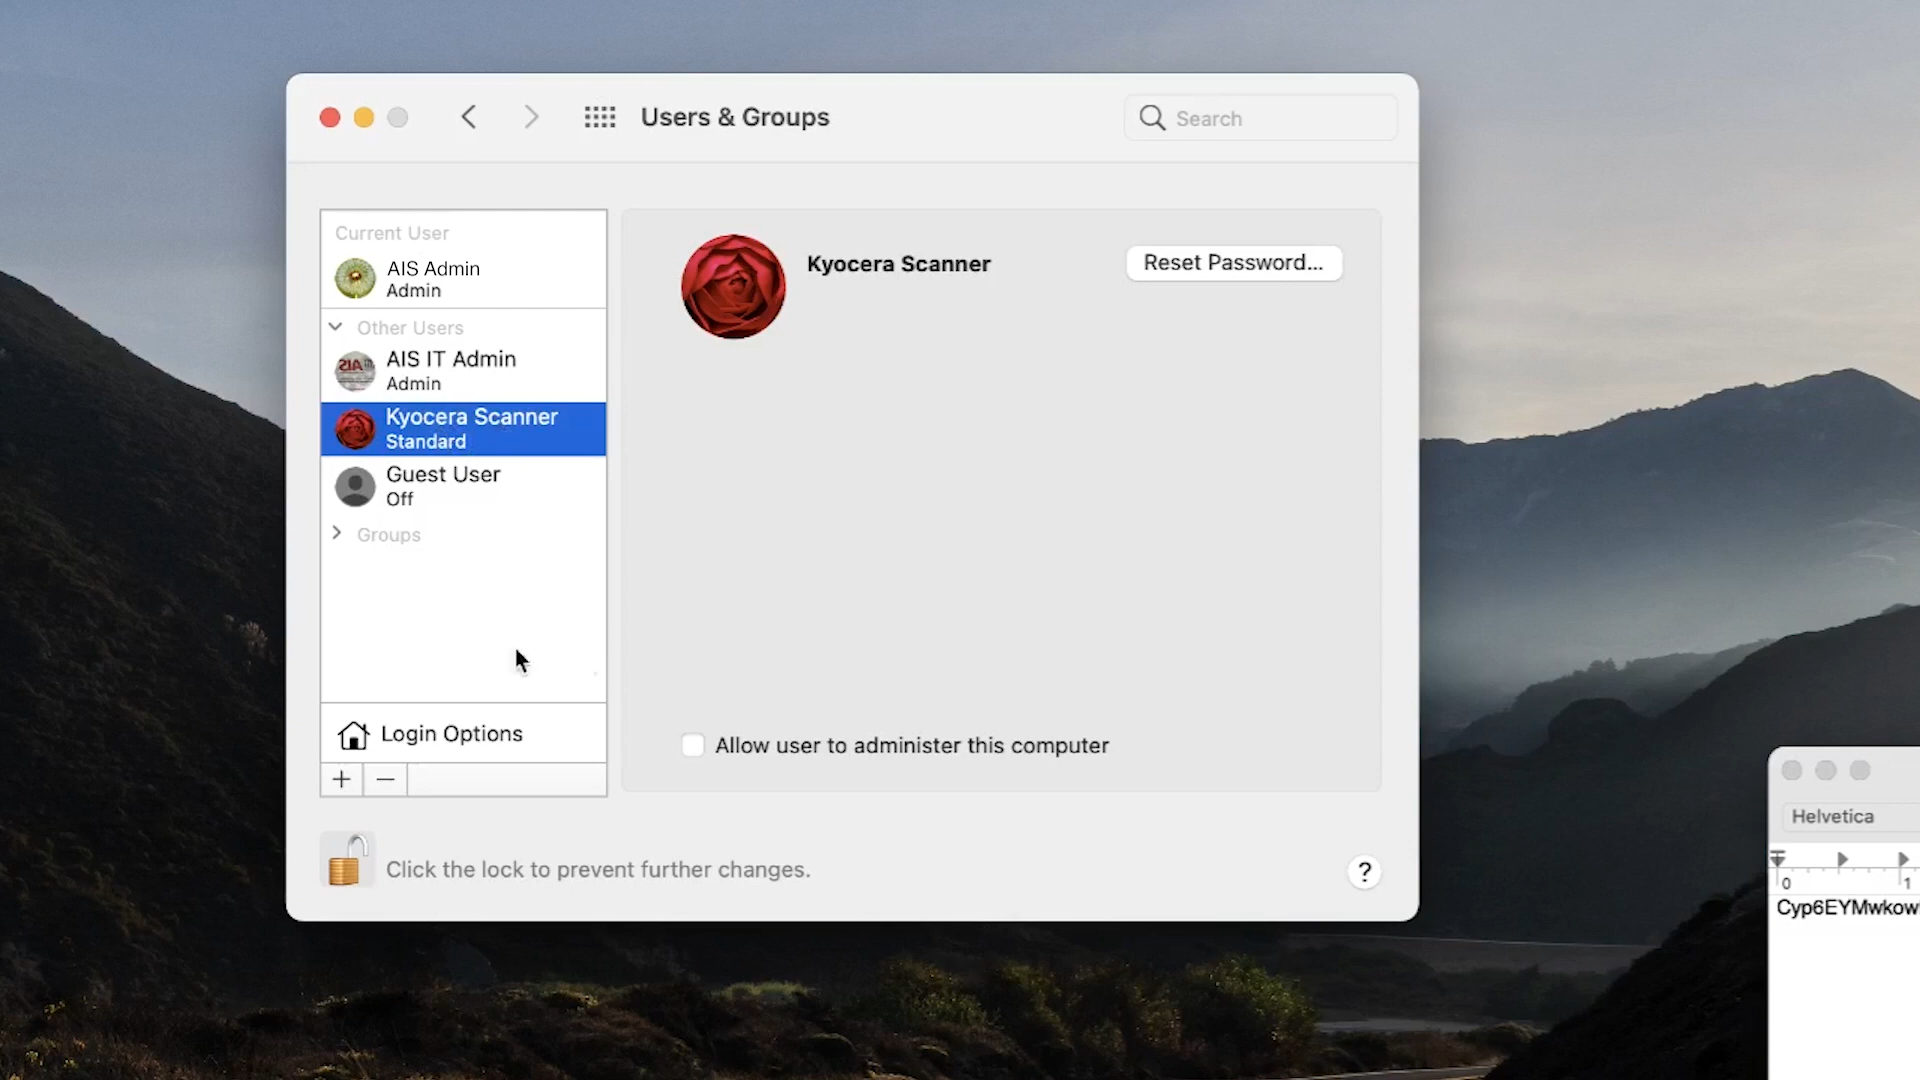 Users & Groups
Search
Current User
AIS Admin
Admin
Other Users
AIS IT Admin
Admin
Kyocera Scanner
Standard
Guest User
Off
Groups
Login Options
Kyocera Scanner
Reset Password...
Allow user to administer this computer
Click the lock to prevent further changes.
?
Helvetica
0 1
Cyp6EYMwkow